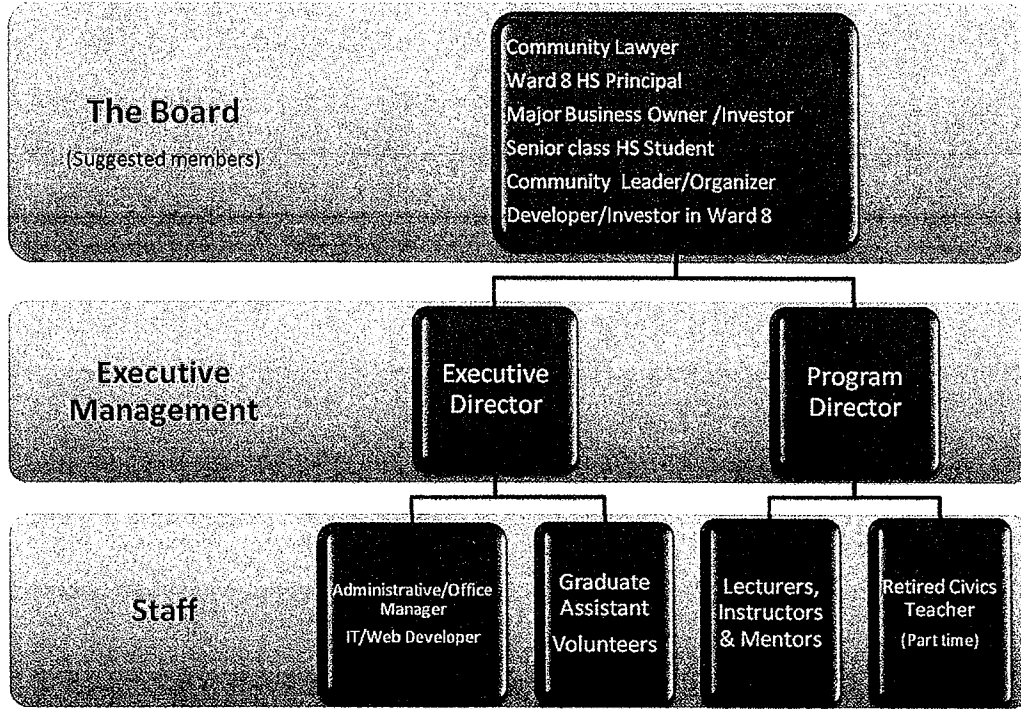 The Board
(Suggested members)
Community Lawyer
Ward 8 HS Principal
Major Business Owner /Investor
Senior class HS Student
Community Leader/Organizer
Developer/Investor in Ward 8
Executive
Management
Executive
Director
Program
Director
Staff
Administrative/Office
Manager
IT/Web Developer
Graduate
Assistant
Volunteers
Lecturers,
Instructors
& Mentors
Retired Civics
Teacher
(Part time)